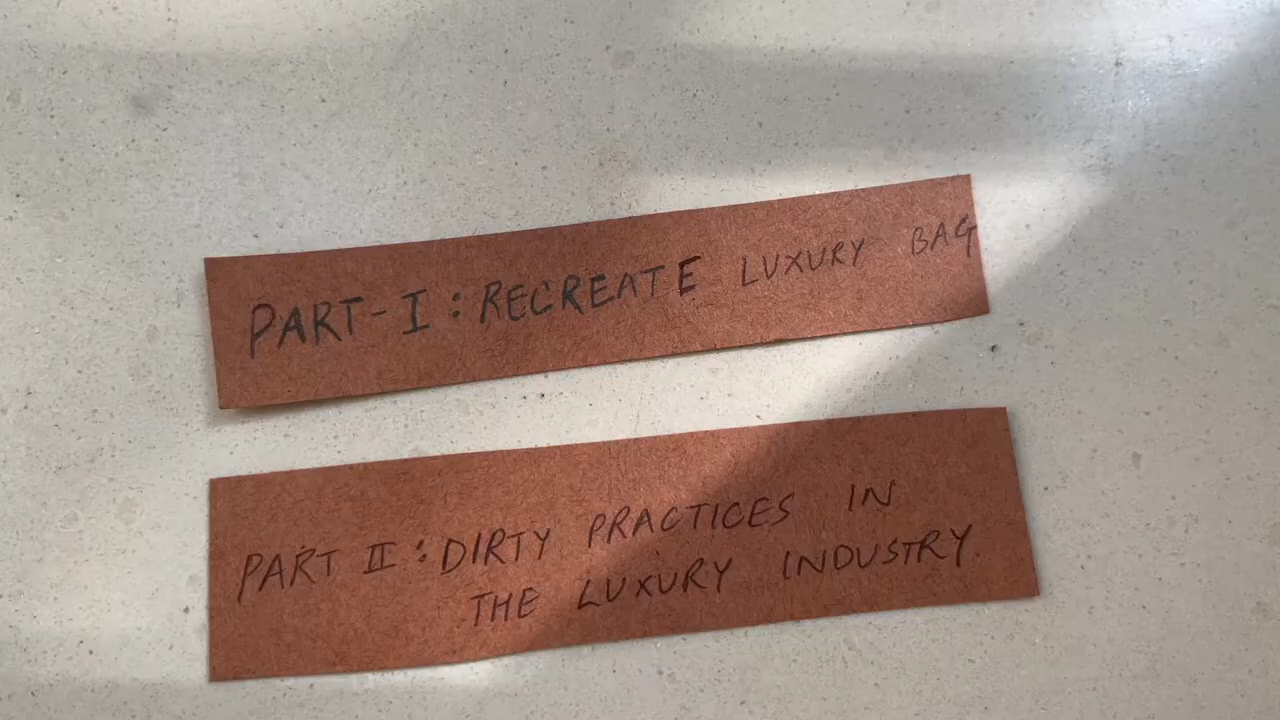 PART-I : RECREATE LUXURY BAG
PART II : DIRTY PRACTICES IN
THE LUXURY INDUSTRY.